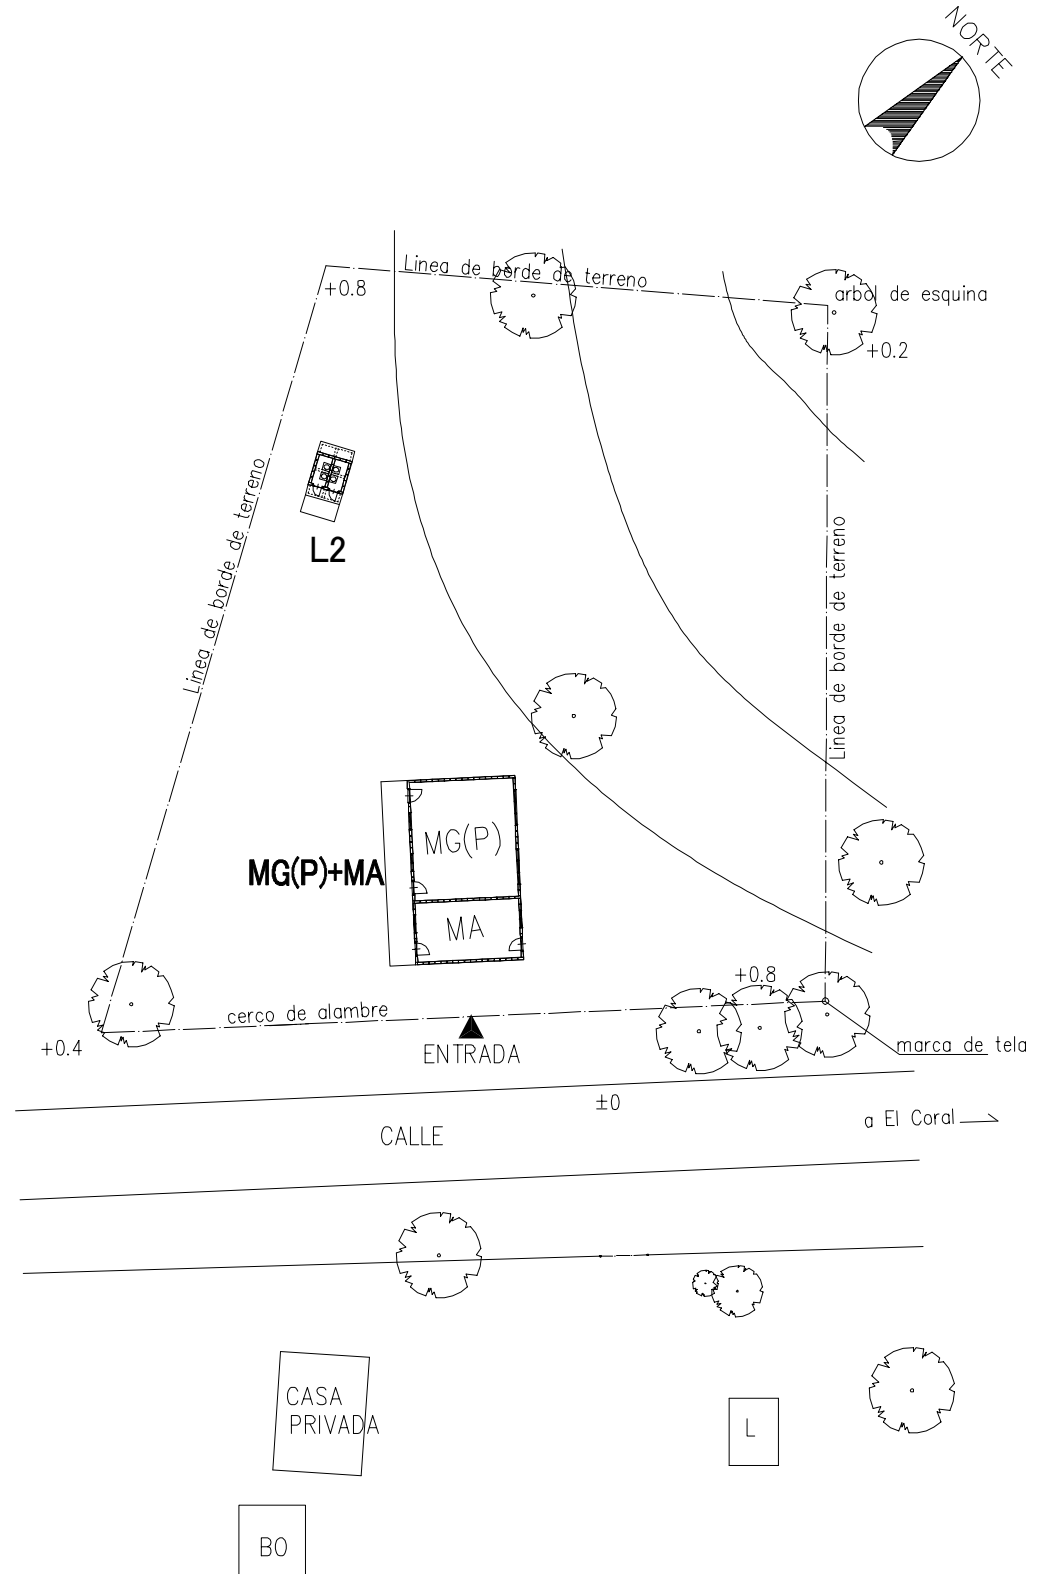 NORTE
Linea de borde de terreno
+0.8
arbol de esquina
+0.2
Linea de borde de terreno
L2
Linea de borde de terreno
MG(P)
MG(P)+MA
MA
+0.8
cerco de alambre
+0.4
ENTRADA
marca de tela
±0
a El Coral
CALLE
CASA
PRIVADA
L
BO